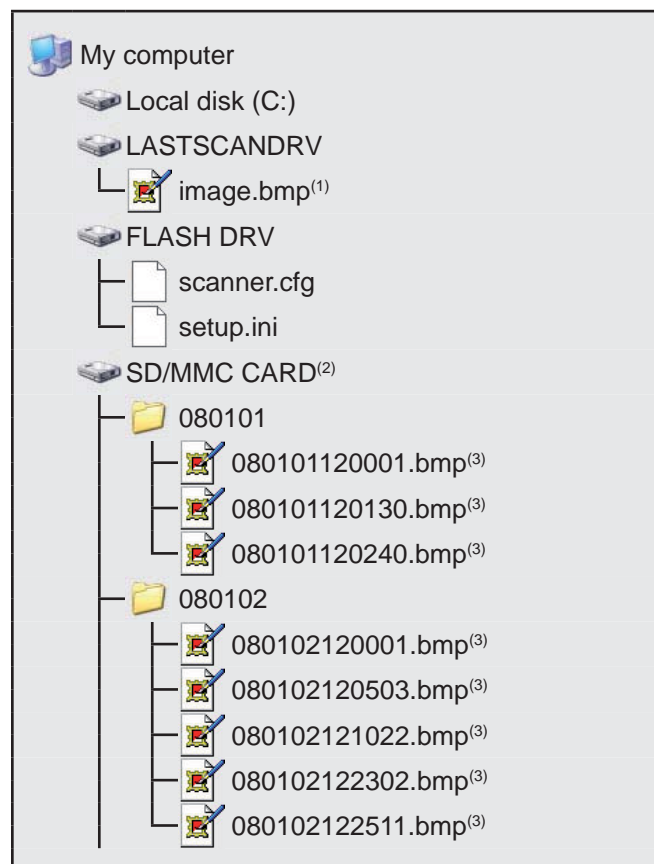 My computer
Local disk (C:)
LASTSCANDRV
image.bmp(1)
FLASH DRV
scanner.cfg
setup.ini
SD/MMC CARD(2)
080101
080101120001.bmp(3)
080101120130.bmp(3)
080101120240.bmp(3)
080102
080102120001.bmp(3)
080102120503.bmp(3)
080102121022.bmp(3)
080102122302.bmp(3)
080102122511.bmp(3)